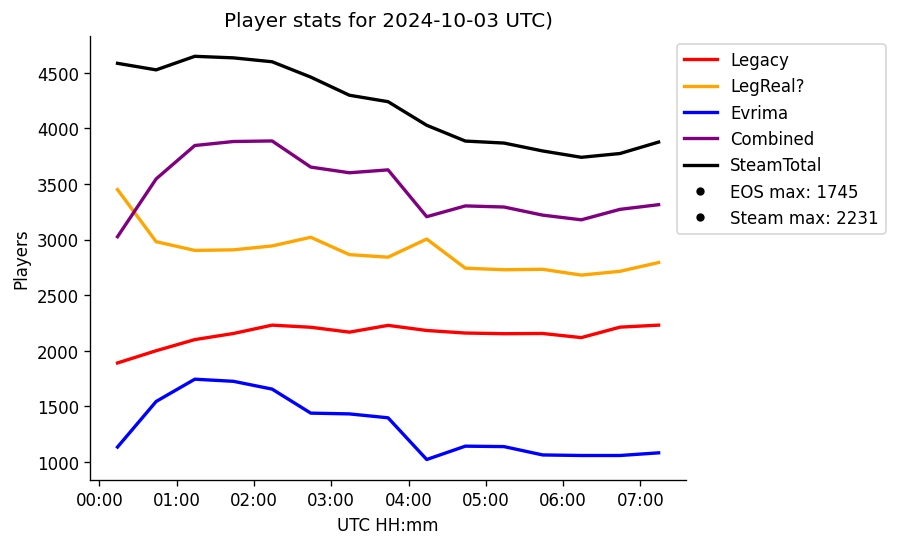 Player stats for 2024-10-03 UTC)
Legacy
LegReal?
Evrima
Combined
SteamTotal
EOS max: 1745
Steam max: 2231
Players
4500
4000
3500
3000
2500
2000
1500
1000
00:00 01:00 02:00 03:00 04:00 05:00 06:00 07:00
UTC HH:mm